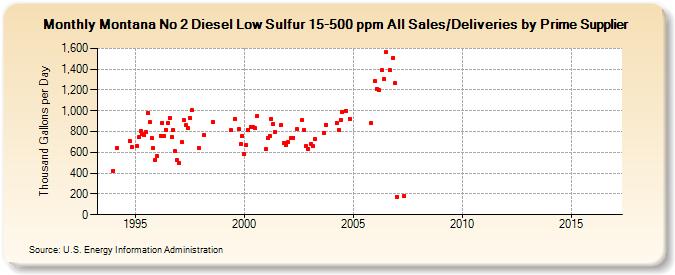 Monthly Montana No 2 Diesel Low Sulfur 15-500 ppm All Sales/Deliveries by Prime Supplier
Thousand Gallons per Day
1,600
1,400
1,200
1,000
800
600
400
200
0
1995 2000 2005 2010 2015
Source: U.S. Energy Information Administration